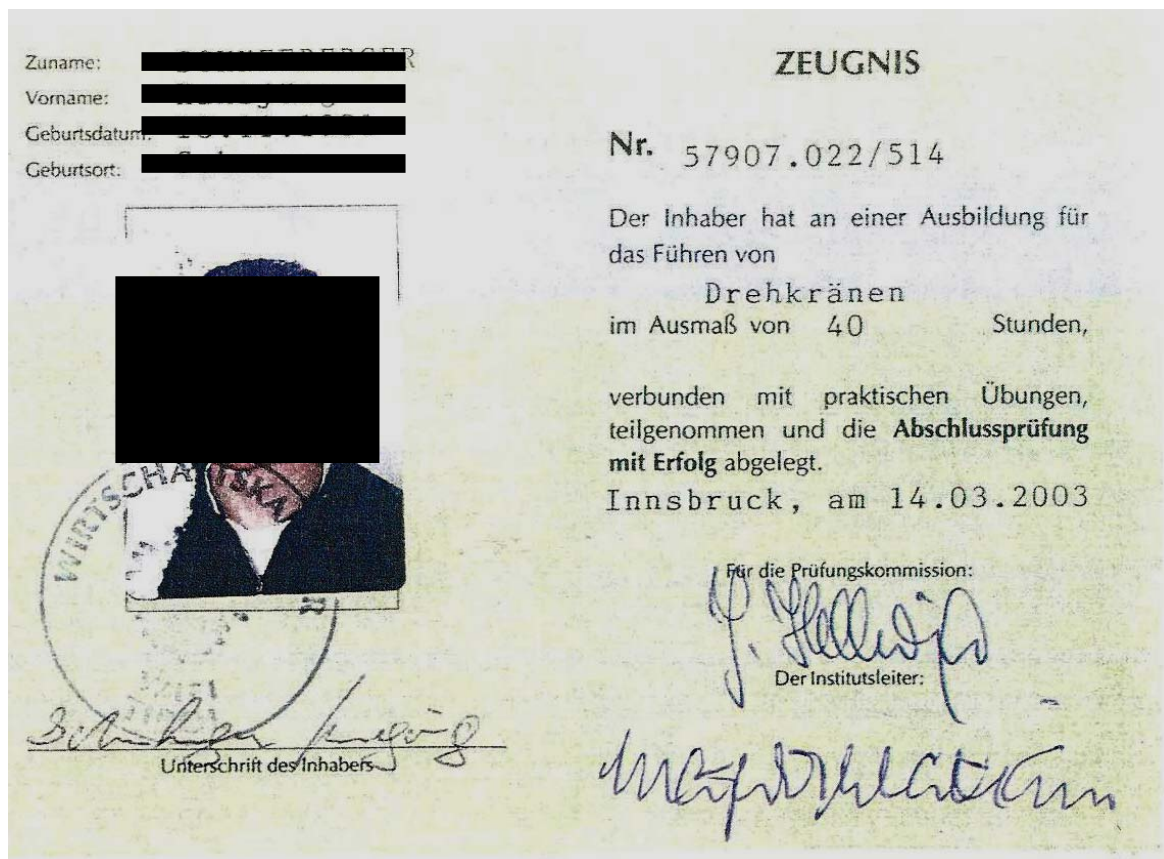 Zuname:
Vorname:
Geburtsdatum:
Geburtsort:
WIRTSCHAFTSKA
Unterschrift des Inhabers
ZEUGNIS
Nr. 57907.022/514
Der Inhaber hat an einer Ausbildung für
das Führen von
Drehkränen
im Ausmaß von 40 Stunden,
verbunden mit praktischen Übungen,
teilgenommen und die Abschlussprüfung
mit Erfolg abgelegt.
Innsbruck, am 14.03.2003
Für die Prüfungskommission:
Der Institutsleiter: